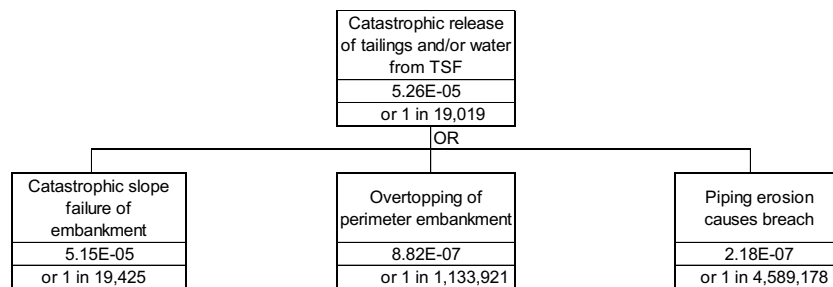 Catastrophic release
of tailings and/or water
from TSF
5.26E-05
or 1 in 19,019
OR
Catastrophic slope
failure of
embankment
5.15E-05
or 1 in 19,425
Overtopping of
perimeter embankment
8.82E-07
or 1 in 1,133,921
Piping erosion
causes breach
2.18E-07
or 1 in 4,589,178